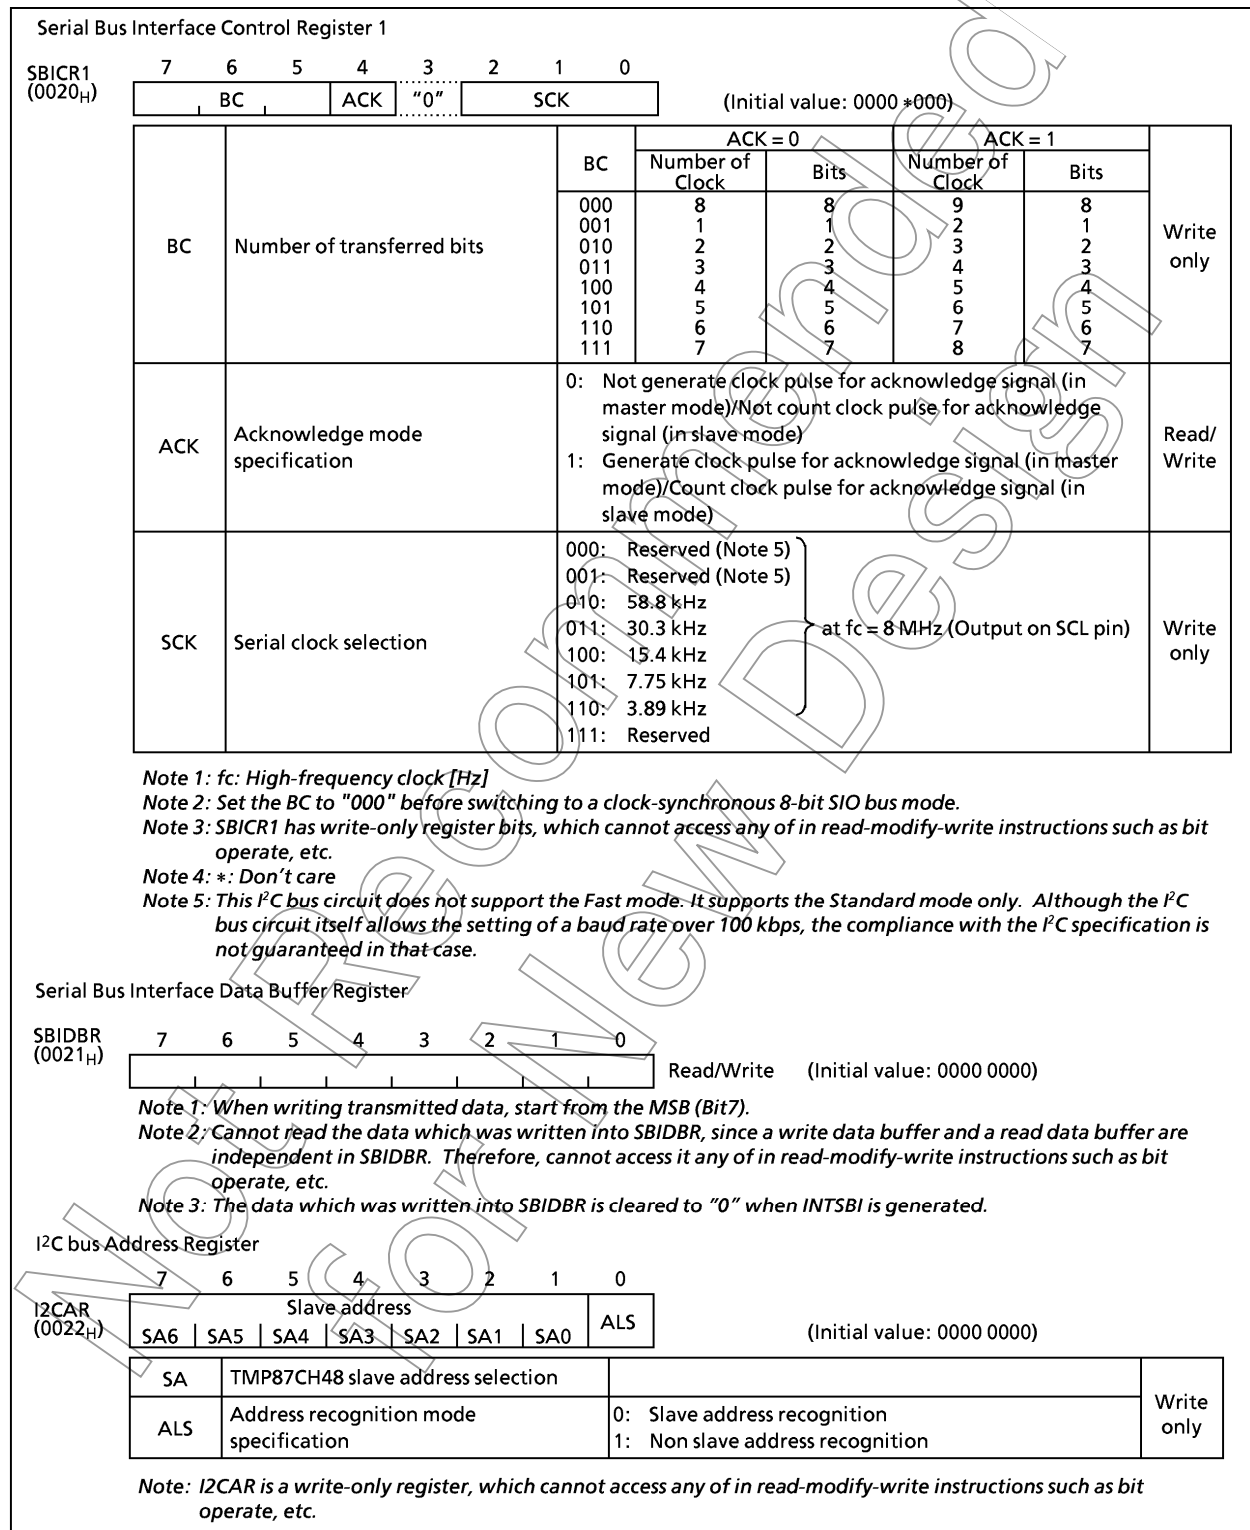 Serial Bus Interface Control Register 1
7 6 5 4 3 2 1 0
SBICR1
(0020H)
BC ACK “0” SCK (Initial value: 0000 *000)
BC ACK = 0 ACK = 1
Number of Clock Bits Number of Clock Bits
000 8 8 9 8
001 1 1 2 1
010 2 2 3 2
011 3 3 4 3
100 4 4 5 4
101 5 5 6 5
110 6 6 7 6
111 7 7 8 7
BC Number of transferred bits
Write
only
ACK Acknowledge mode
specification
0: Not generate clock pulse for acknowledge signal (in
master mode)/Not count clock pulse for acknowledge
signal (in slave mode)
1: Generate clock pulse for acknowledge signal (in master
mode)/Count clock pulse for acknowledge signal (in
slave mode)
Read/
Write
SCK Serial clock selection
000: Reserved (Note 5)
001: Reserved (Note 5)
010: 58.8 kHz
011: 30.3 kHz
100: 15.4 kHz
101: 7.75 kHz
110: 3.89 kHz
111: Reserved
at fc = 8 MHz (Output on SCL pin)
Write
only
Note 1: fc: High-frequency clock [Hz]
Note 2: Set the BC to "000" before switching to a clock-synchronous 8-bit SIO bus mode.
Note 3: SBICR1 has write-only register bits, which cannot access any of in read-modify-write instructions such as bit
operate, etc.
Note 4: *: Don't care
Note 5: This I²C bus circuit does not support the Fast mode. It supports the Standard mode only. Although the I²C
bus circuit itself allows the setting of a baud rate over 100 kbps, the compliance with the I²C specification is
not guaranteed in that case.
Serial Bus Interface Data Buffer Register
SBIDBR
(0021H)
7 6 5 4 3 2 1 0
Read/Write (Initial value: 0000 0000)
Note 1: When writing transmitted data, start from the MSB (Bit7).
Note 2: Cannot read the data which was written into SBIDBR, since a write data buffer and a read data buffer are
independent in SBIDBR. Therefore, cannot access it any of in read-modify-write instructions such as bit
operate, etc.
Note 3: The data which was written into SBIDBR is cleared to "0" when INTSBI is generated.
I²C bus Address Register
7 6 5 4 3 2 1 0
I2CAR
(0022H)
Slave address
SA6 SA5 SA4 SA3 SA2 SA1 SA0 ALS
(Initial value: 0000 0000)
SA TMP87CH48 slave address selection
ALS Address recognition mode
specification
0: Slave address recognition
1: Non slave address recognition
Write
only
Note: I2CAR is a write-only register, which cannot access any of in read-modify-write instructions such as bit
operate, etc.
Not Recommended
for New Design